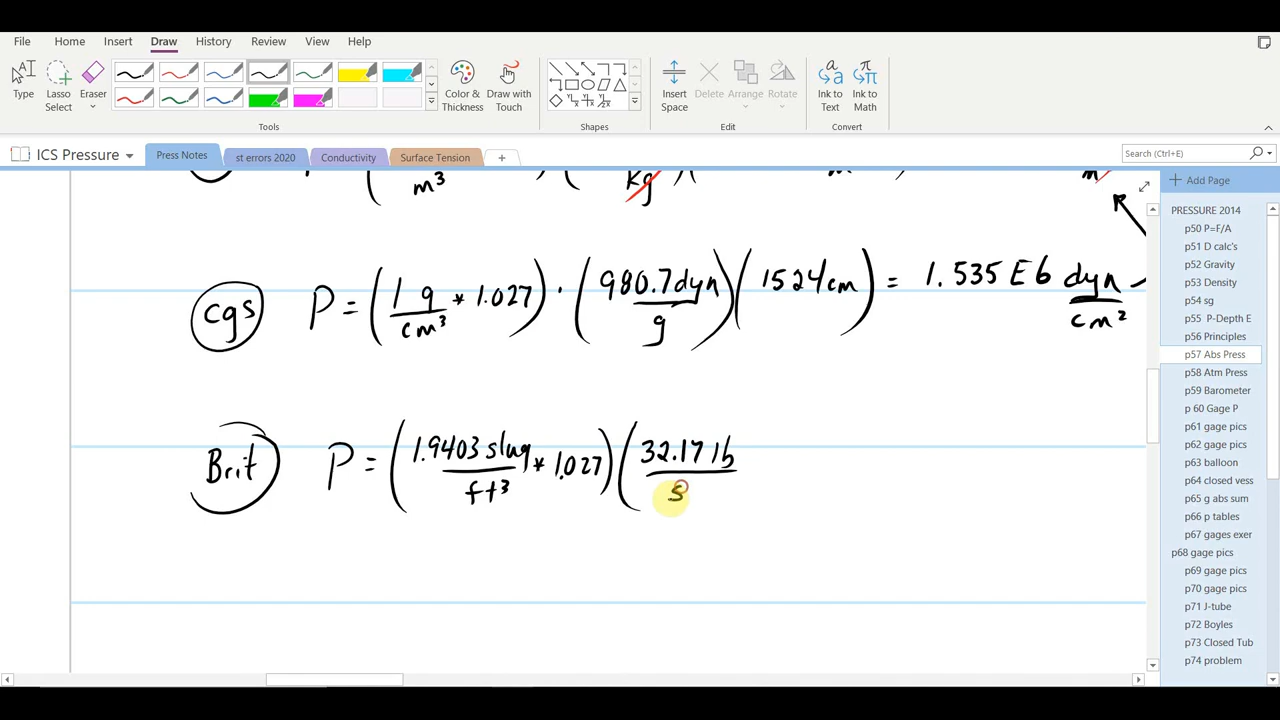 File Home Insert Draw History Review View Help
Type Lasso Select Eraser Color & Thickness Draw with Touch Insert Space Delete Arrange Rotate Ink to Text Ink to Math
Tools Shapes Edit Convert
ICS Pressure Press Notes st errors 2020 Conductivity Surface Tension + Search (Ctrl+E)
+ Add Page
PRESSURE 2014
p50 P=F/A
p51 D calc's
p52 Gravity
p53 Density
p54 sg
p55 P-Depth E
p56 Principles
p57 Abs Press
p58 Atm Press
p59 Barometer
p 60 Gage P
p61 gage pics
p62 gage pics
p63 balloon
p64 closed vess
p65 g abs sum
p66 p tables
p67 gages exer
p68 gage pics
p69 gage pics
p70 gage pics
p71 J-tube
p72 Boyles
p73 Closed Tub
p74 problem
m³ kg m
cgs P = (1 g/cm³ * 1.027) · (980.7 dyn/g)(1524 cm) = 1.535 E6 dyn/cm²
Brit P = (1.9403 slug/ft³ * 1.027)(32.17 lb/s